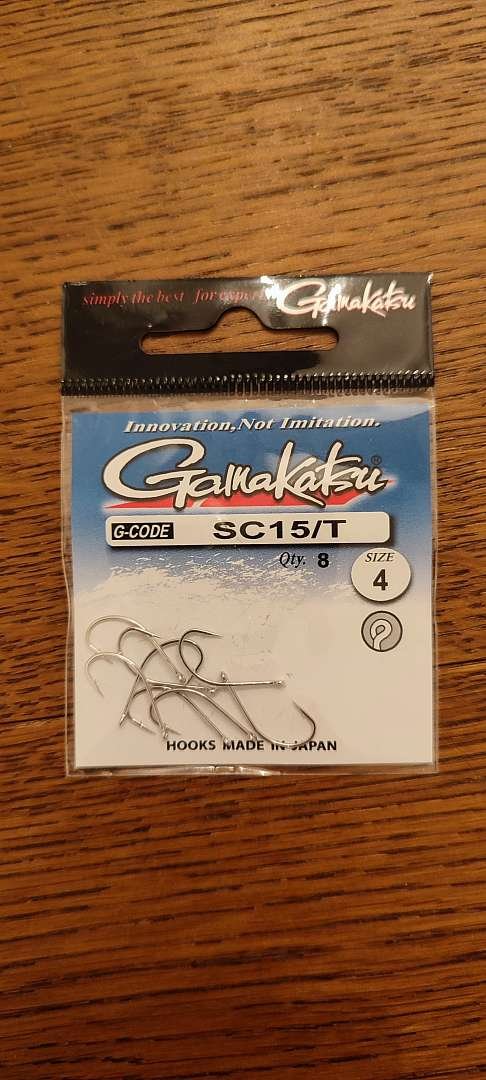 simply the best for expert
Gamakatsu
Innovation, Not Imitation.
Gamakatsu®
G-CODE SC15/T
Qty. 8
SIZE
4
HOOKS MADE IN JAPAN